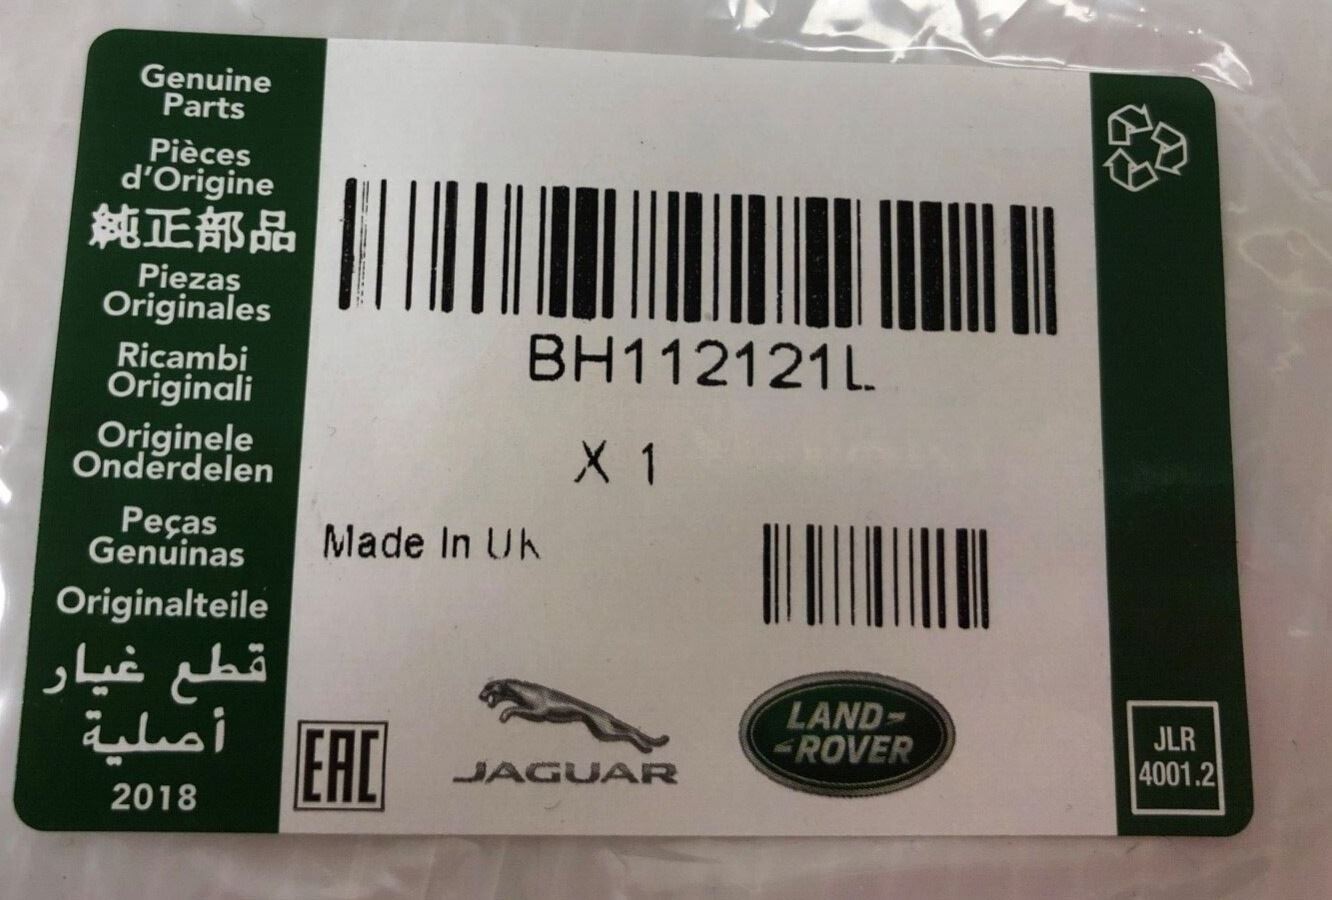 Genuine
Parts
Pièces
d'Origine
純正部品
Piezas
Originales
Ricambi
Originali
Originele
Onderdelen
Peças
Genuinas
Originalteile
قطع غيار
أصلية
2018
BH112121L
X 1
Made In UK
EAC
JAGUAR
LAND-
-ROVER
JLR
4001.2